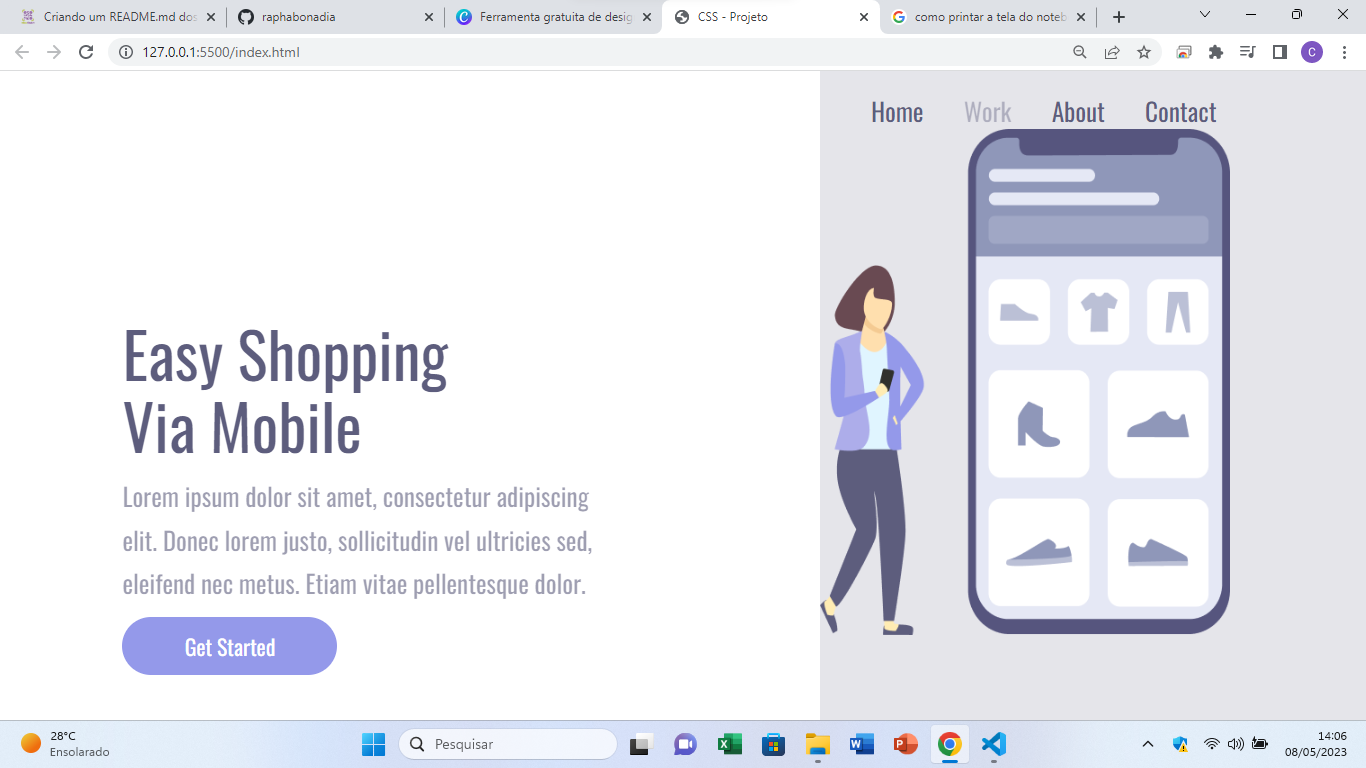 Criando um README.md dos
raphabonadia
Ferramenta gratuita de desig
CSS - Projeto
como printar a tela do noteb
127.0.0.1:5500/index.html
C
Home Work About Contact
Easy Shopping
Via Mobile
Lorem ipsum dolor sit amet, consectetur adipiscing
elit. Donec lorem justo, sollicitudin vel ultricies sed,
eleifend nec metus. Etiam vitae pellentesque dolor.
Get Started
28°C
Ensolarado
Pesquisar
14:06
08/05/2023